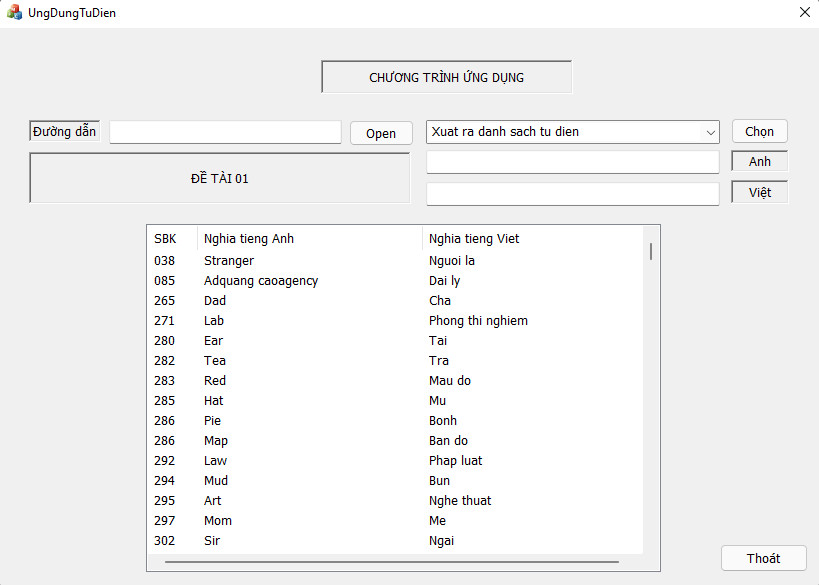 UngDungTuDien
CHƯƠNG TRÌNH ỨNG DỤNG
Đường dẫn Open Xuat ra danh sach tu dien Chọn
ĐỀ TÀI 01 Anh
Việt
SBK Nghia tieng Anh Nghia tieng Viet
038 Stranger Nguoi la
085 Adquang caoagency Dai ly
265 Dad Cha
271 Lab Phong thi nghiem
280 Ear Tai
282 Tea Tra
283 Red Mau do
285 Hat Mu
286 Pie Bonh
286 Map Ban do
292 Law Phap luat
294 Mud Bun
295 Art Nghe thuat
297 Mom Me
302 Sir Ngai
Thoát